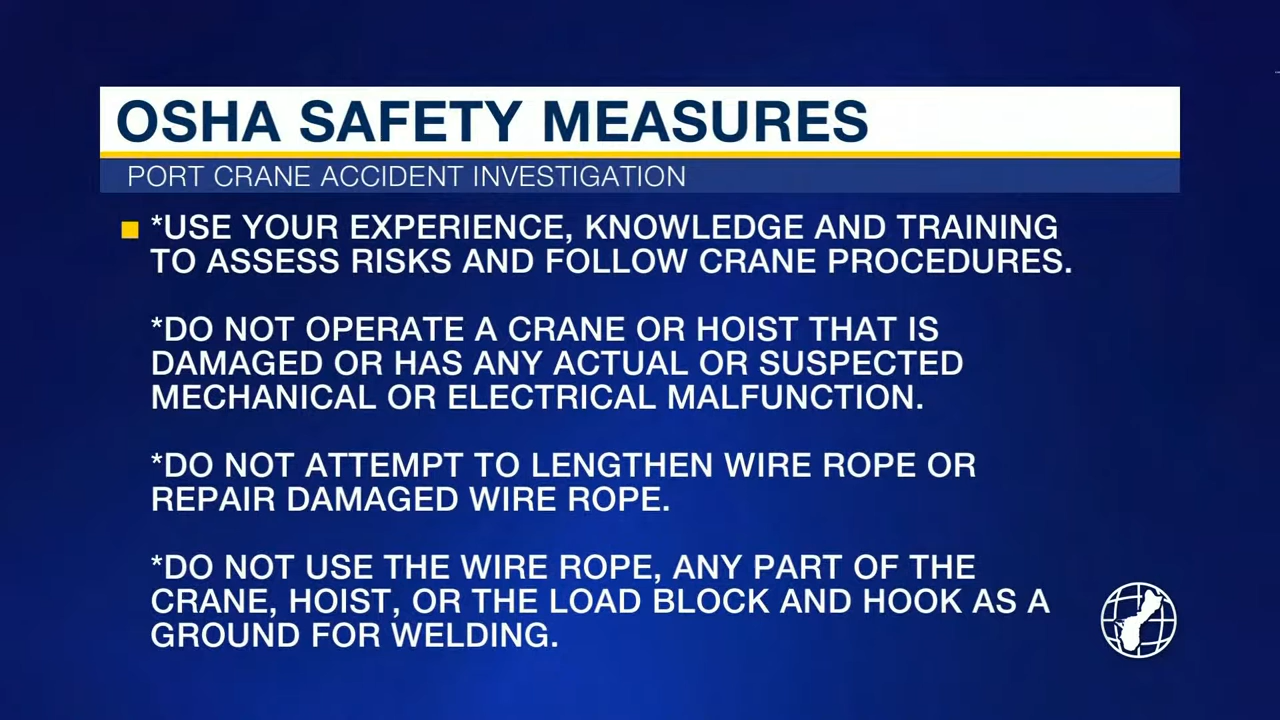 OSHA SAFETY MEASURES
PORT CRANE ACCIDENT INVESTIGATION
*USE YOUR EXPERIENCE, KNOWLEDGE AND TRAINING
TO ASSESS RISKS AND FOLLOW CRANE PROCEDURES.
*DO NOT OPERATE A CRANE OR HOIST THAT IS
DAMAGED OR HAS ANY ACTUAL OR SUSPECTED
MECHANICAL OR ELECTRICAL MALFUNCTION.
*DO NOT ATTEMPT TO LENGTHEN WIRE ROPE OR
REPAIR DAMAGED WIRE ROPE.
*DO NOT USE THE WIRE ROPE, ANY PART OF THE
CRANE, HOIST, OR THE LOAD BLOCK AND HOOK AS A
GROUND FOR WELDING.